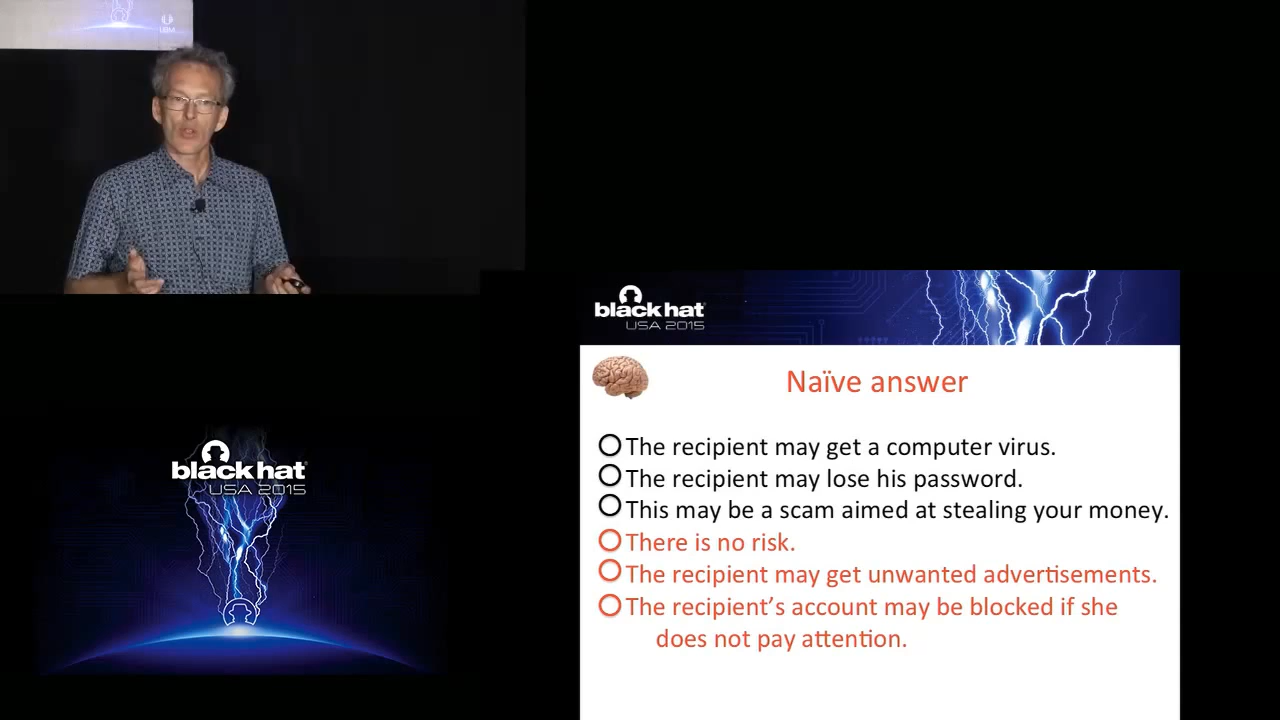 UBM
black hat
USA 2015
Naïve answer
The recipient may get a computer virus.
The recipient may lose his password.
This may be a scam aimed at stealing your money.
There is no risk.
The recipient may get unwanted advertisements.
The recipient's account may be blocked if she
does not pay attention.
black hat
USA 2015